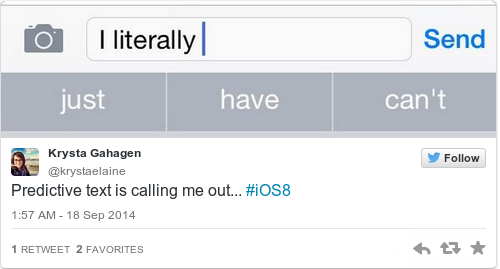 I literally Send
just have can't
Krysta Gahagen
@krystaelaine
Follow
Predictive text is calling me out... #iOS8
1:57 AM - 18 Sep 2014
1 RETWEET 2 FAVORITES